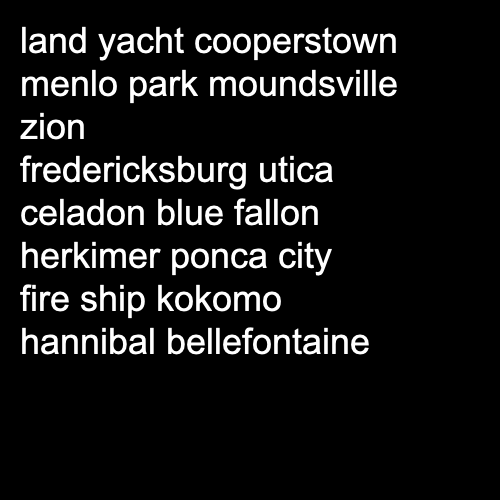 land yacht cooperstown
menlo park moundsville
zion
fredericksburg utica
celadon blue fallon
herkimer ponca city
fire ship kokomo
hannibal bellefontaine